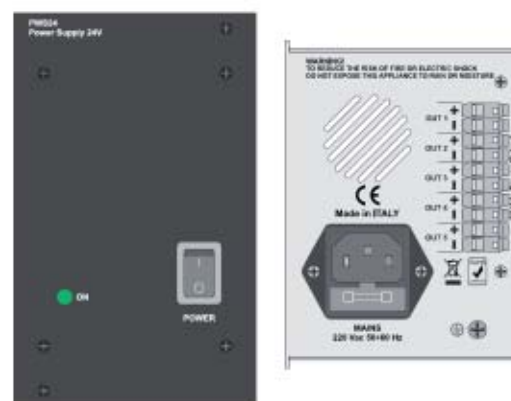 PWS24
Power Supply 24V
ON
POWER
WARNING!
TO REDUCE THE RISK OF FIRE OR ELECTRIC SHOCK
DO NOT EXPOSE THIS APPLIANCE TO RAIN OR MOISTURE
OUT 1 + -
OUT 2 + -
OUT 3 + -
OUT 4 + -
OUT 5 + -
CE
Made in ITALY
MAINS
220 Vac 50÷60 Hz